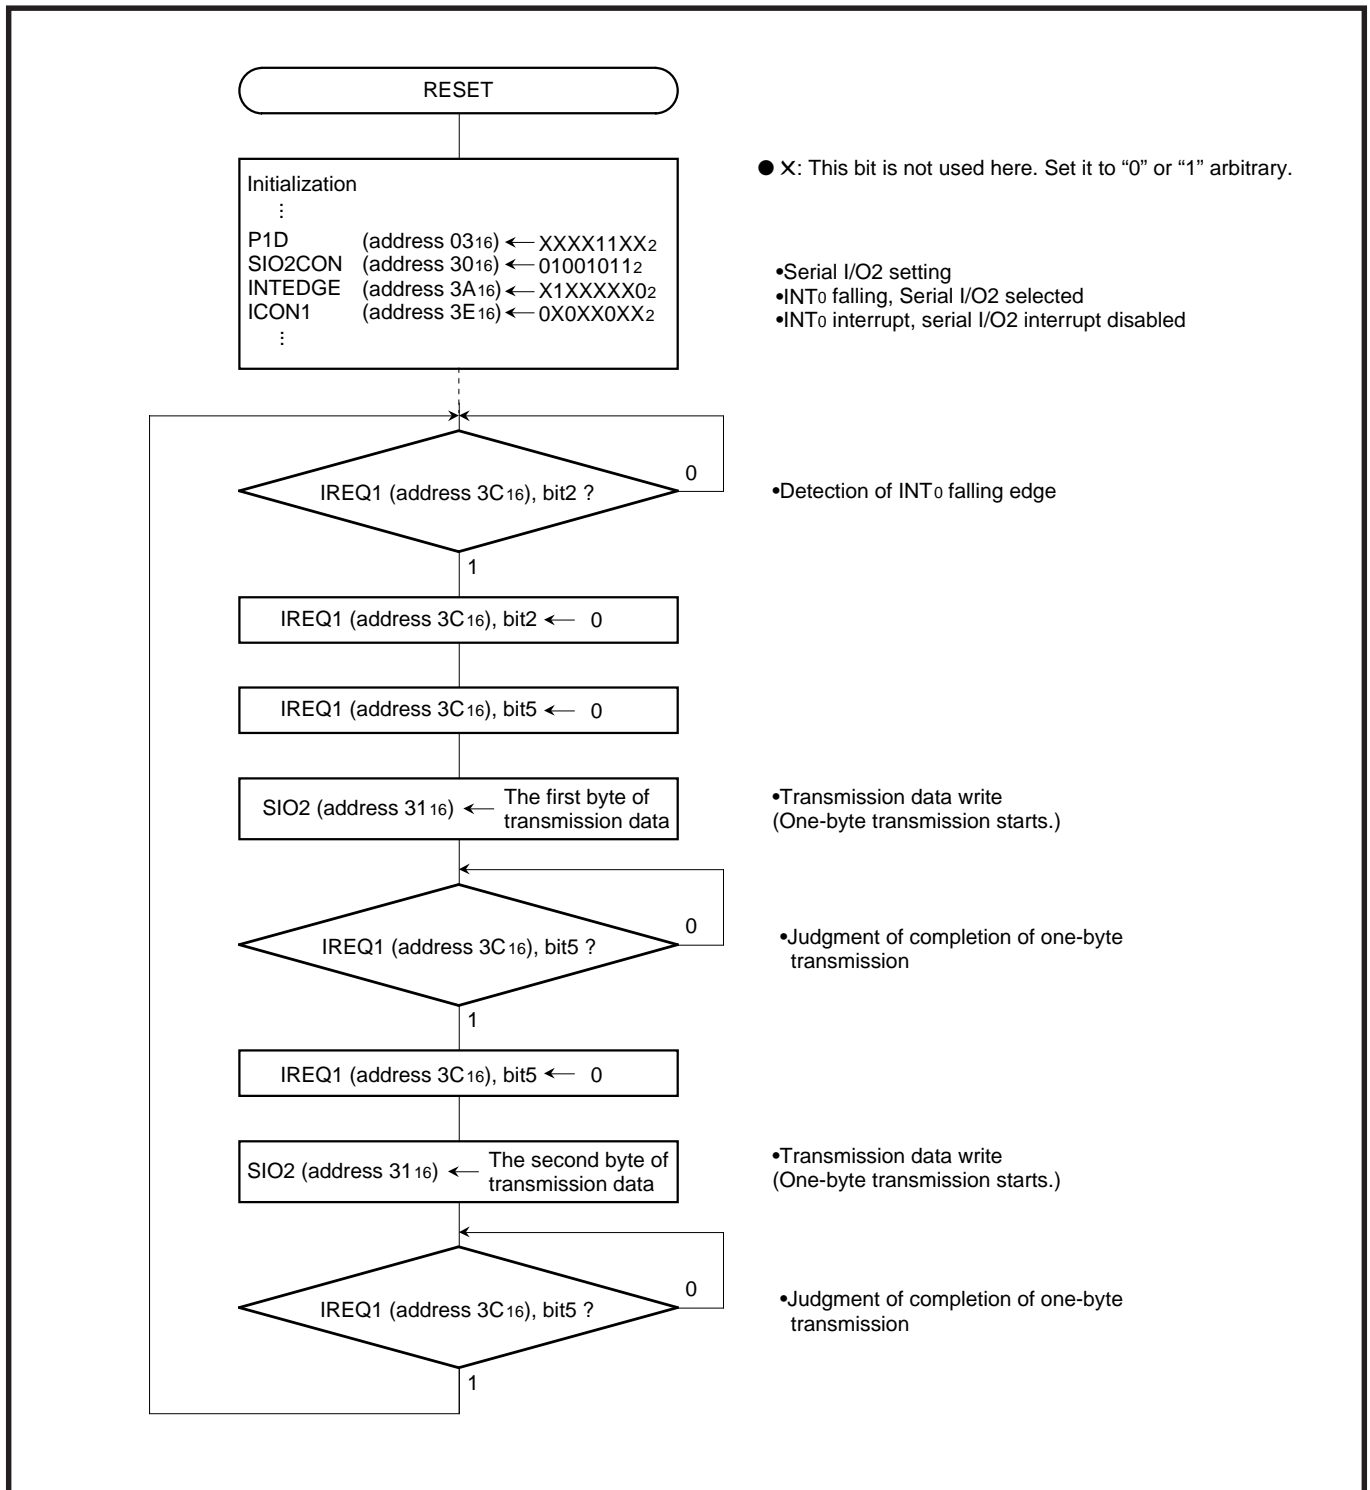 RESET
● X: This bit is not used here. Set it to “0” or “1” arbitrary.
Initialization
⋮
P1D (address 0316) ← XXXX11XX2
SIO2CON (address 3016) ← 010010112
•Serial I/O2 setting
INTEDGE (address 3A16) ← X1XXXXX02
•INT0 falling, Serial I/O2 selected
ICON1 (address 3E16) ← 0X0XX0XX2
•INT0 interrupt, serial I/O2 interrupt disabled
⋮
0
IREQ1 (address 3C16), bit2 ?
•Detection of INT0 falling edge
1
IREQ1 (address 3C16), bit2 ← 0
IREQ1 (address 3C16), bit5 ← 0
SIO2 (address 3116) ← The first byte of
transmission data
•Transmission data write
(One-byte transmission starts.)
0
IREQ1 (address 3C16), bit5 ?
•Judgment of completion of one-byte
transmission
1
IREQ1 (address 3C16), bit5 ← 0
SIO2 (address 3116) ← The second byte of
transmission data
•Transmission data write
(One-byte transmission starts.)
0
IREQ1 (address 3C16), bit5 ?
•Judgment of completion of one-byte
transmission
1